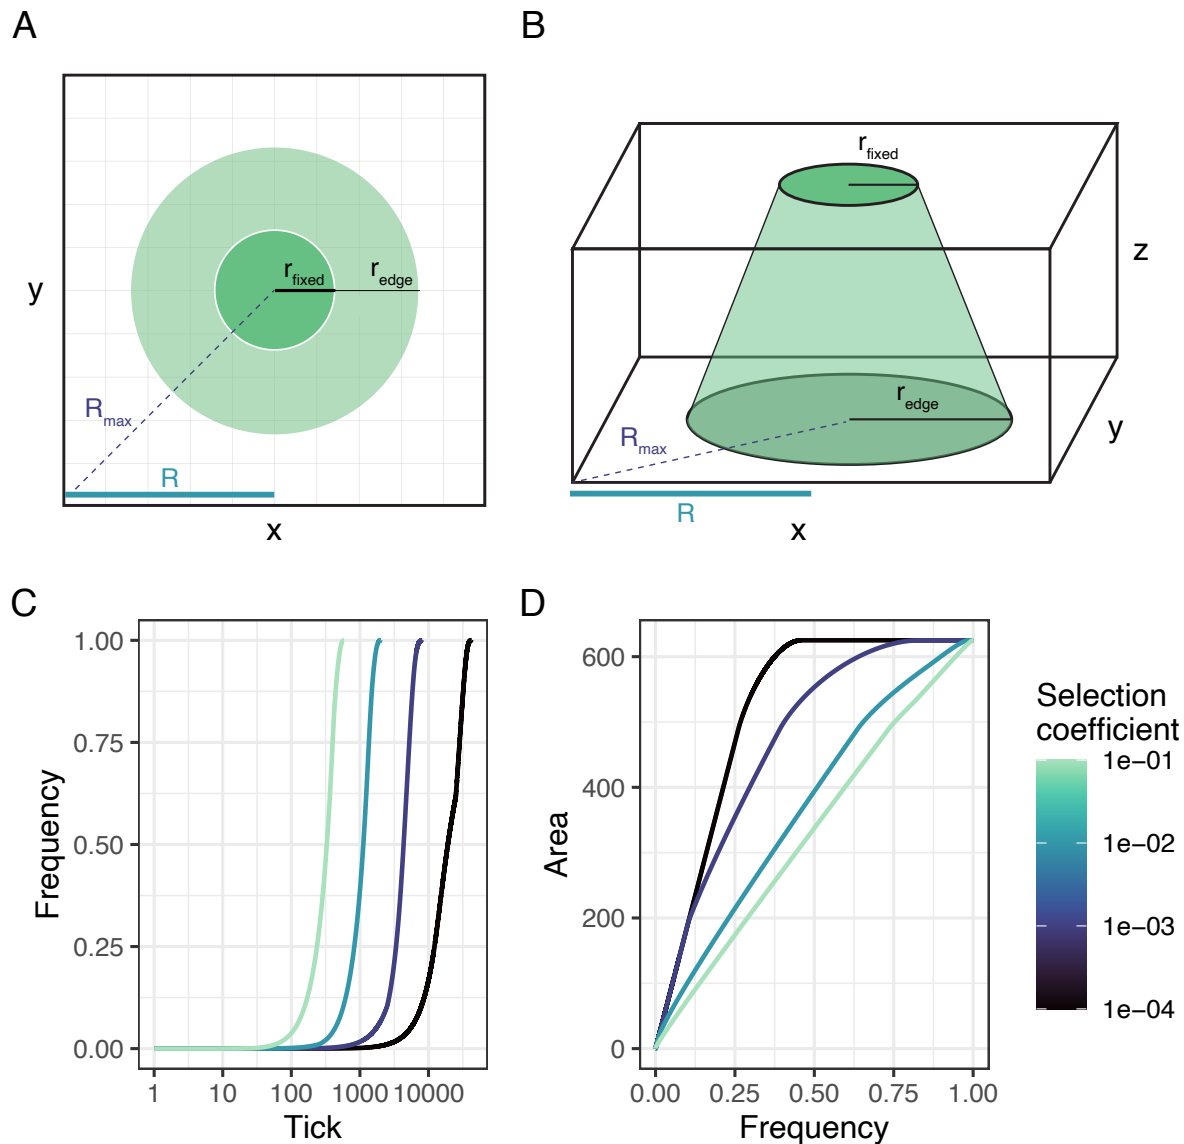 A
y
r fixed
r edge
R max
R
x
B
r fixed
z
r edge
R max
y
R
x
C
1.00
0.75
0.50
0.25
0.00
Frequency
1
10
100
1000
10000
Tick
D
600
400
200
0
Area
0.00
0.25
0.50
0.75
1.00
Frequency
Selection
coefficient
1e−01
1e−02
1e−03
1e−04